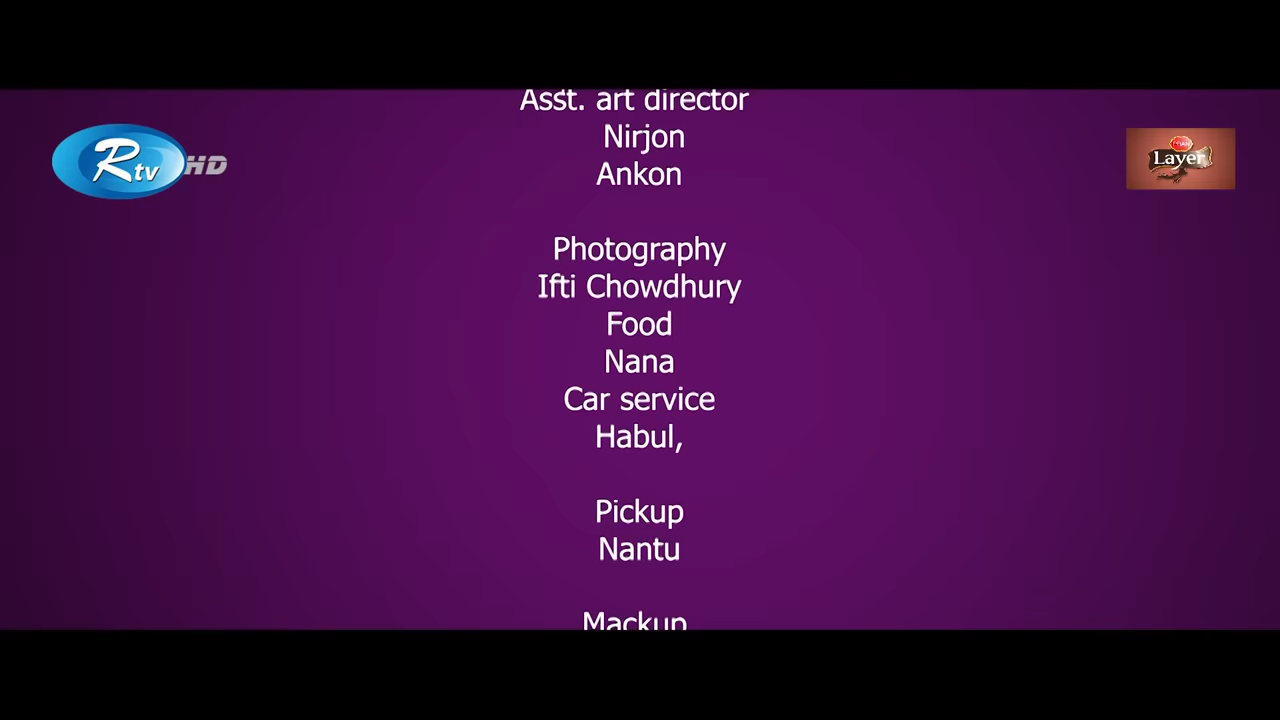 Asst. art director
Rtv HD
Nirjon
Layer
Ankon
Photography
Ifti Chowdhury
Food
Nana
Car service
Habul,
Pickup
Nantu
Mackup